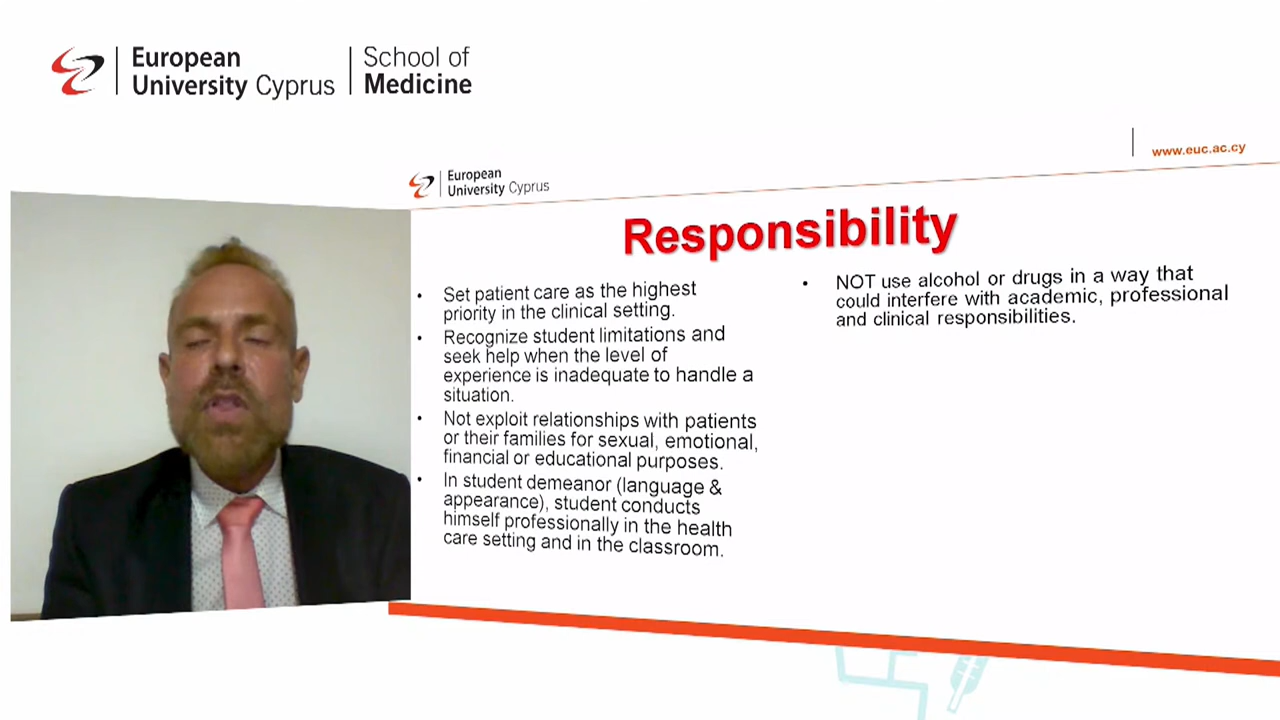 European
University Cyprus
School of
Medicine
www.euc.ac.cy
European
University Cyprus
Responsibility
• Set patient care as the highest
priority in the clinical setting.
• Recognize student limitations and
seek help when the level of
experience is inadequate to handle a
situation.
• Not exploit relationships with patients
or their families for sexual, emotional,
financial or educational purposes.
• In student demeanor (language &
appearance), student conducts
himself professionally in the health
care setting and in the classroom.
• NOT use alcohol or drugs in a way that
could interfere with academic, professional
and clinical responsibilities.